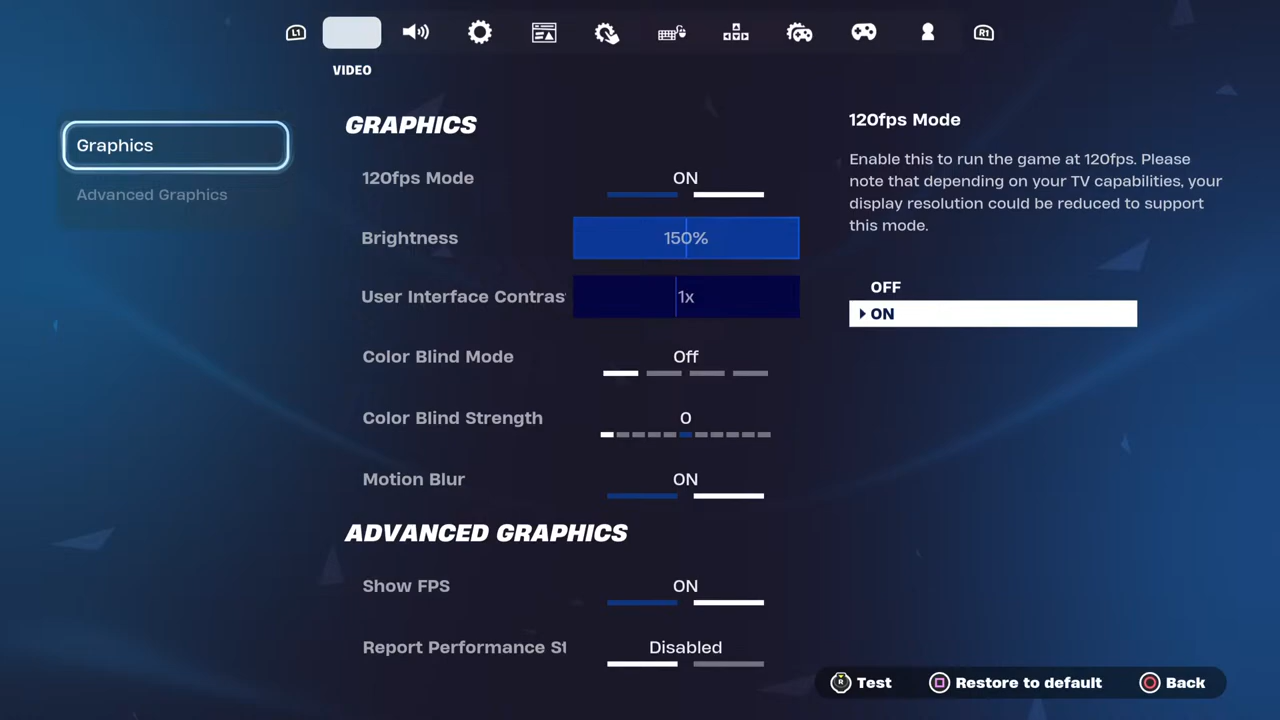 L1
R1
VIDEO
Graphics
Advanced Graphics
GRAPHICS
120fps Mode
ON
Brightness
150%
User Interface Contras
1x
Color Blind Mode
Off
Color Blind Strength
0
Motion Blur
ON
ADVANCED GRAPHICS
Show FPS
ON
Report Performance St
Disabled
120fps Mode
Enable this to run the game at 120fps. Please
note that depending on your TV capabilities, your
display resolution could be reduced to support
this mode.
OFF
ON
R Test
Restore to default
Back